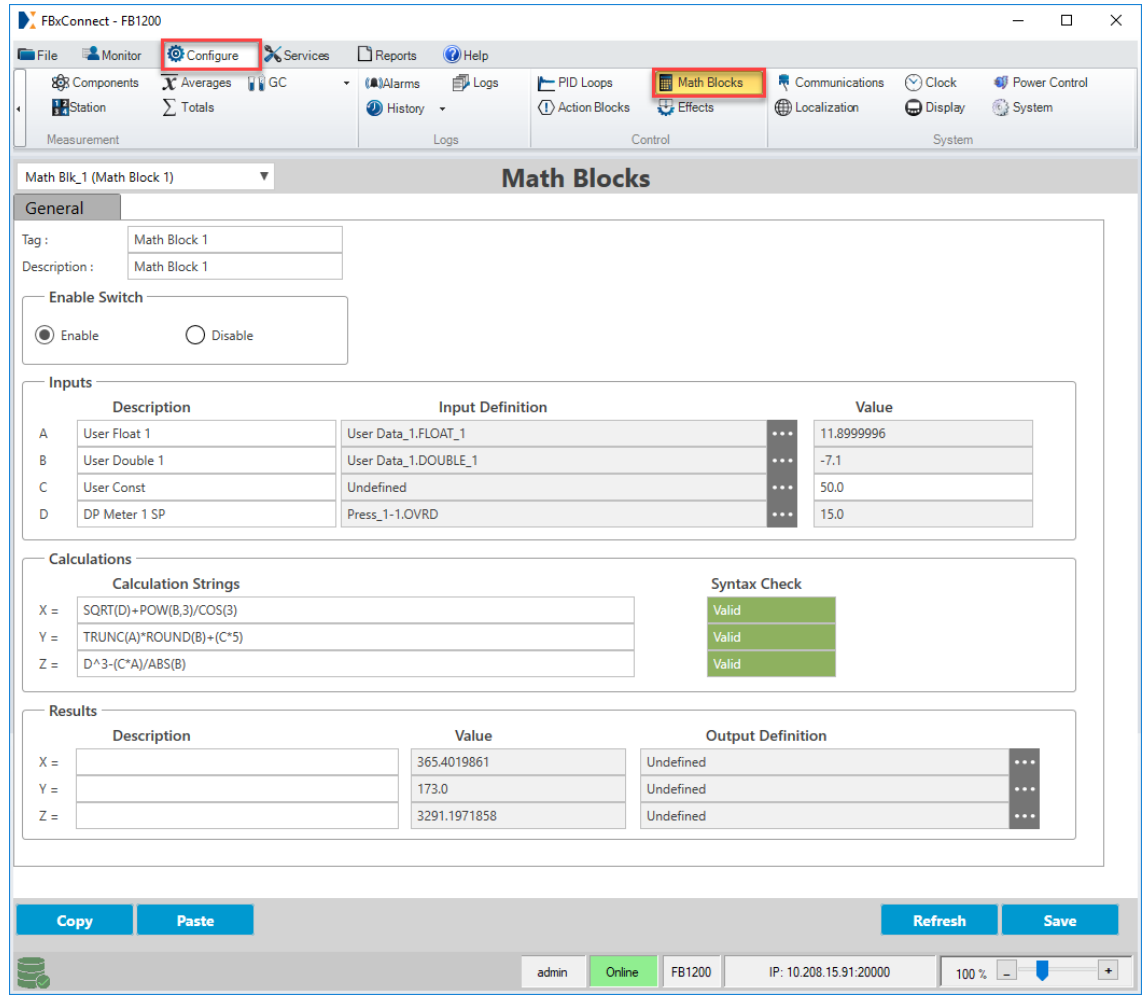 FBxConnect - FB1200
File Monitor Configure Services Reports Help
Components Averages GC Alarms Logs PID Loops Math Blocks Communications Clock Power Control
Station Totals History Action Blocks Effects Localization Display System
Measurement Logs Control System
Math Blk_1 (Math Block 1) Math Blocks
General
Tag : Math Block 1
Description : Math Block 1
Enable Switch
Enable Disable
Inputs
Description Input Definition Value
A User Float 1 User Data_1.FLOAT_1 ... 11.8999996
B User Double 1 User Data_1.DOUBLE_1 ... -7.1
C User Const Undefined ... 50.0
D DP Meter 1 SP Press_1-1.OVRD ... 15.0
Calculations
Calculation Strings Syntax Check
X = SQRT(D)+POW(B,3)/COS(3) Valid
Y = TRUNC(A)*ROUND(B)+(C*5) Valid
Z = D^3-(C*A)/ABS(B) Valid
Results
Description Value Output Definition
X = 365.4019861 Undefined ...
Y = 173.0 Undefined ...
Z = 3291.1971858 Undefined ...
Copy Paste Refresh Save
admin Online FB1200 IP: 10.208.15.91:20000 100 % - +